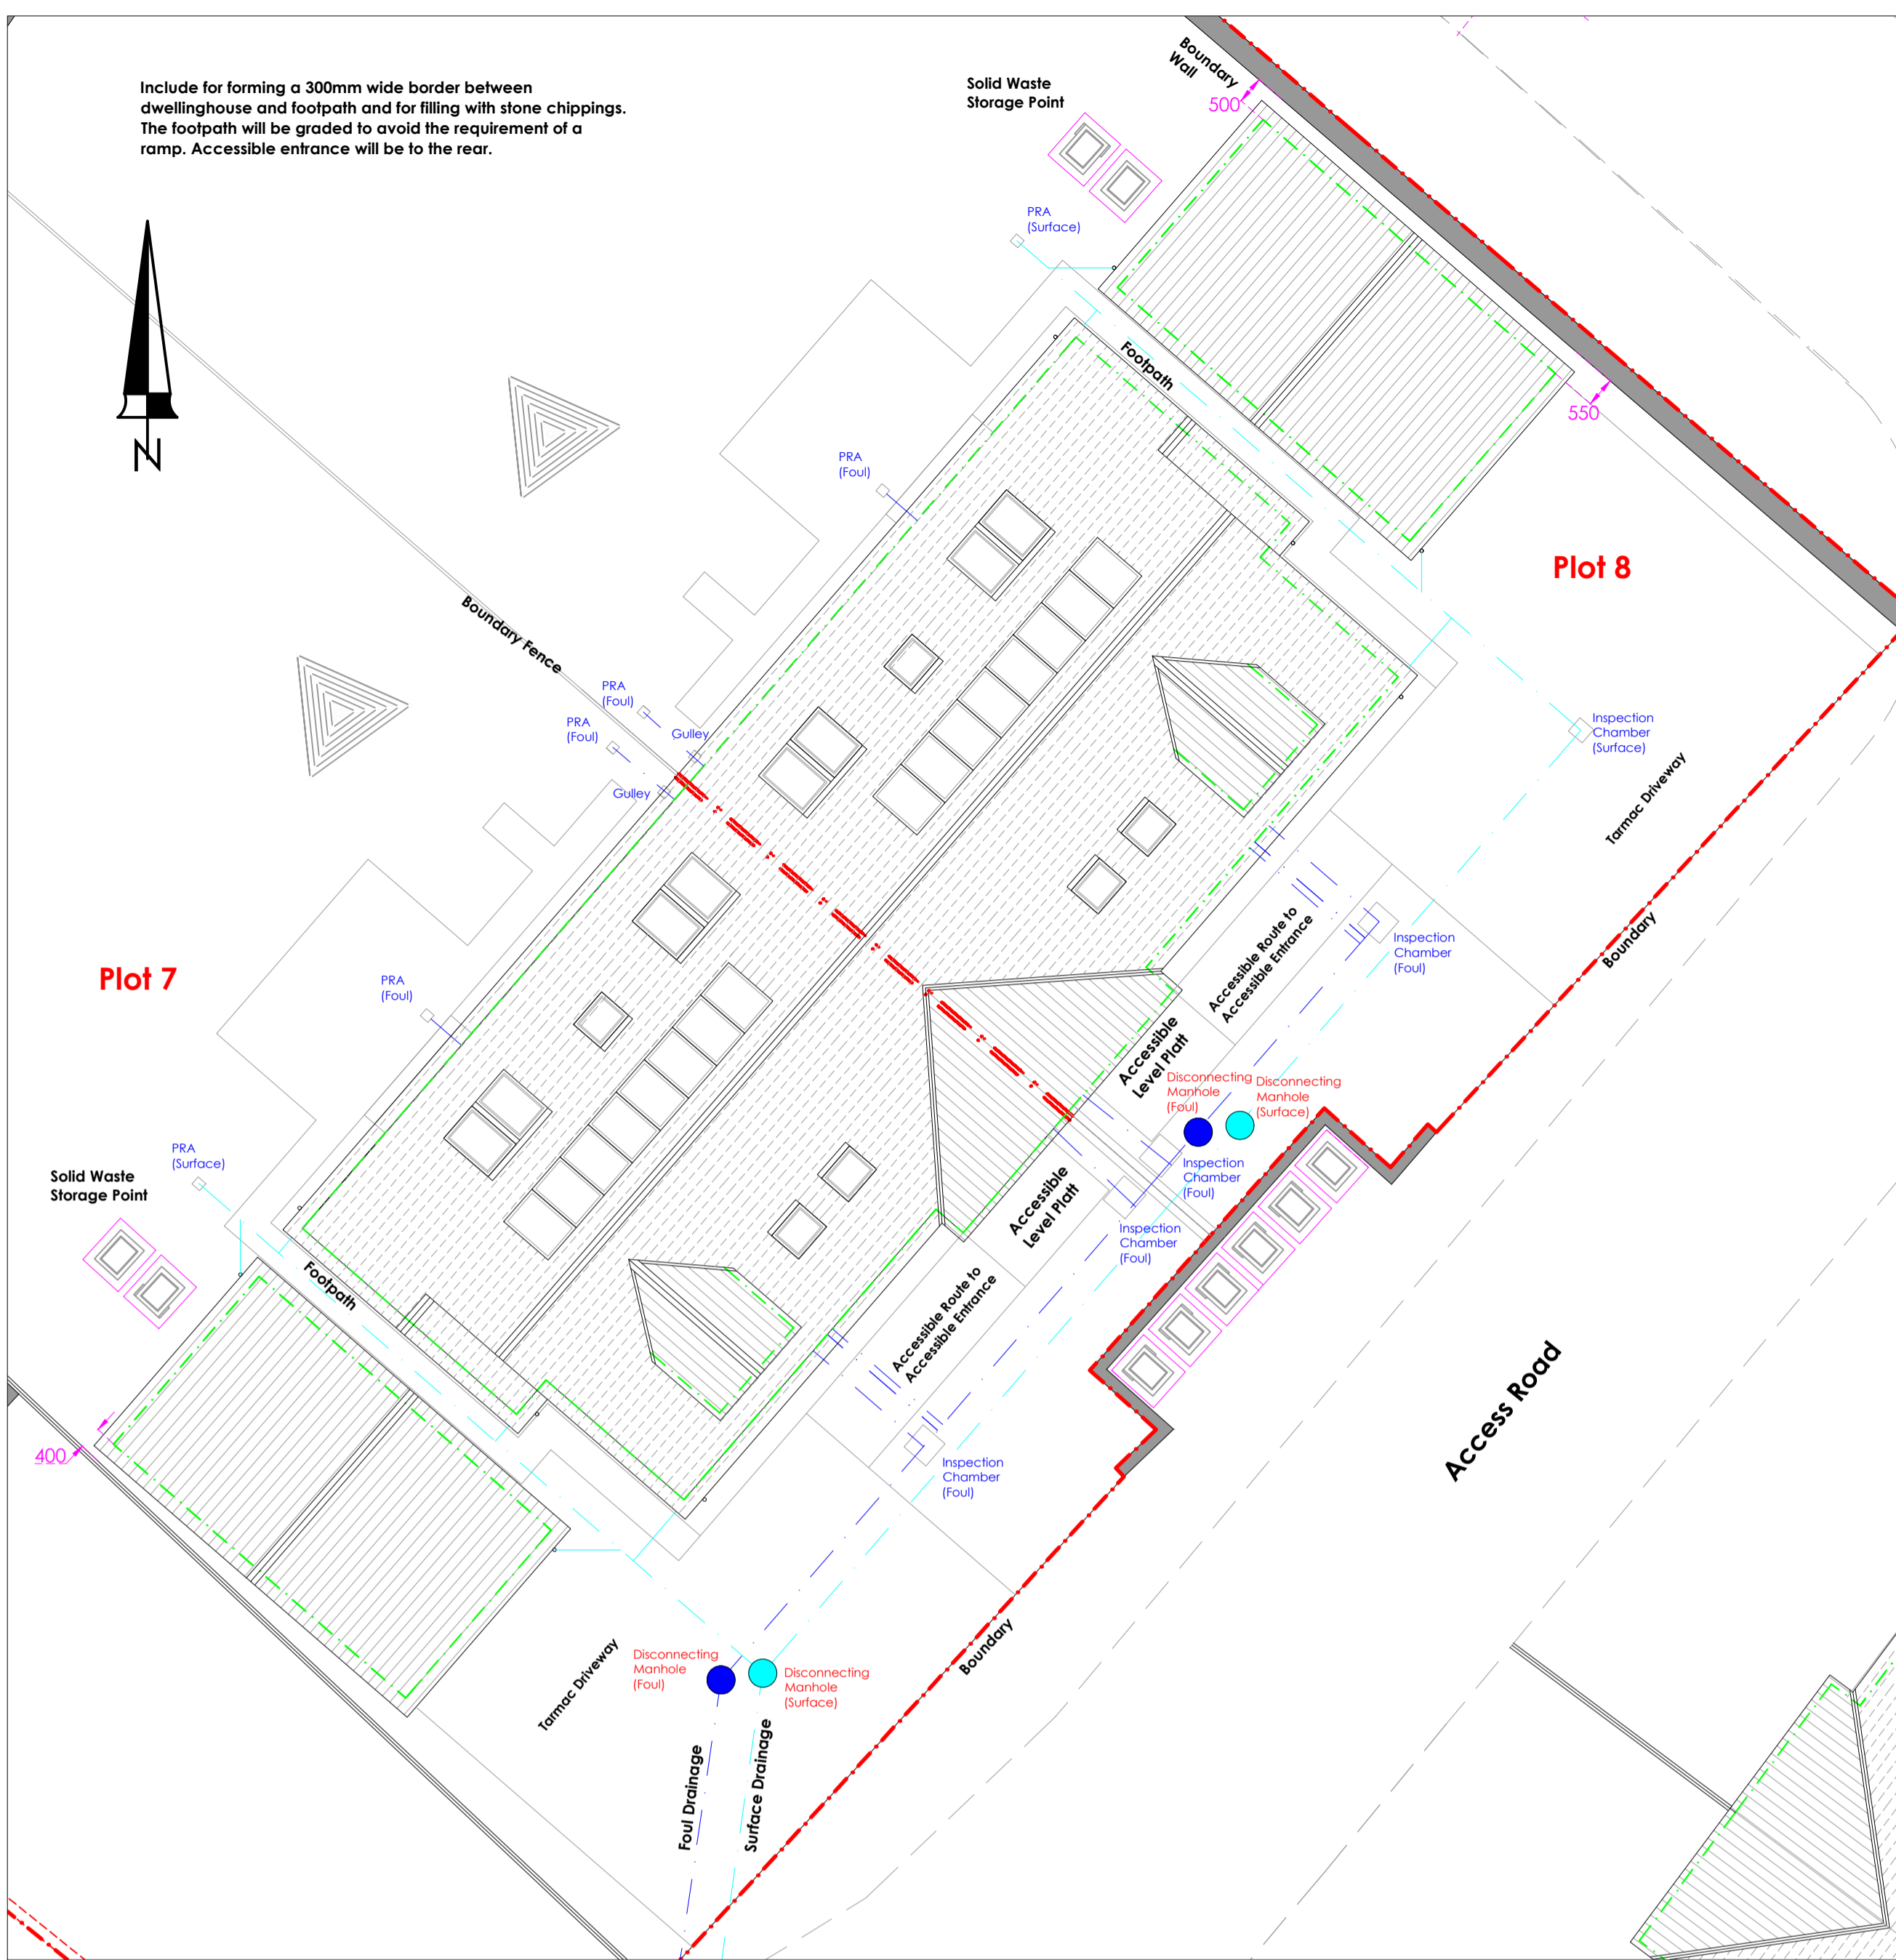 Include for forming a 300mm wide border between
dwellinghouse and footpath and for filling with stone chippings.
The footpath will be graded to avoid the requirement of a
ramp. Accessible entrance will be to the rear.
Solid Waste
Storage Point
Boundary
Wall
500
PRA
(Surface)
Footpath
550
N
PRA
(Foul)
Plot 8
Boundary Fence
PRA
(Foul)
PRA
(Foul)
Gulley
Gulley
Inspection
Chamber
(Surface)
Tarmac Driveway
Boundary
Accessible Route to
Accessible Entrance
Inspection
Chamber
(Foul)
Plot 7
PRA
(Foul)
Accessible
Level Platt
Disconnecting
Manhole
(Foul)
Disconnecting
Manhole
(Surface)
Inspection
Chamber
(Foul)
PRA
(Surface)
Solid Waste
Storage Point
Accessible
Level Platt
Inspection
Chamber
(Foul)
Footpath
Accessible Route to
Accessible Entrance
Access Road
400
Inspection
Chamber
(Foul)
Boundary
Tarmac Driveway
Disconnecting
Manhole
(Foul)
Disconnecting
Manhole
(Surface)
Foul Drainage
Surface Drainage